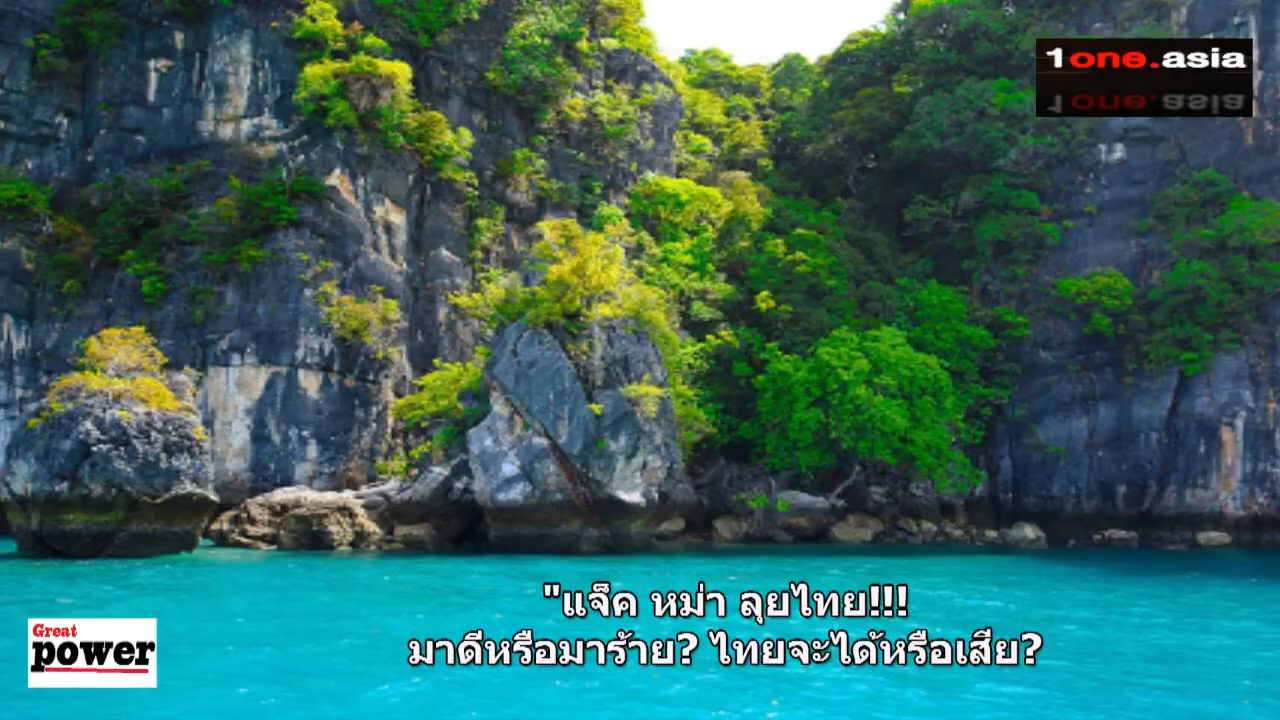 1one.asia
1one.asia
"แจ็ค หม่า ลุยไทย!!!
มาดีหรือมาร้าย? ไทยจะได้หรือเสีย?
Great
power